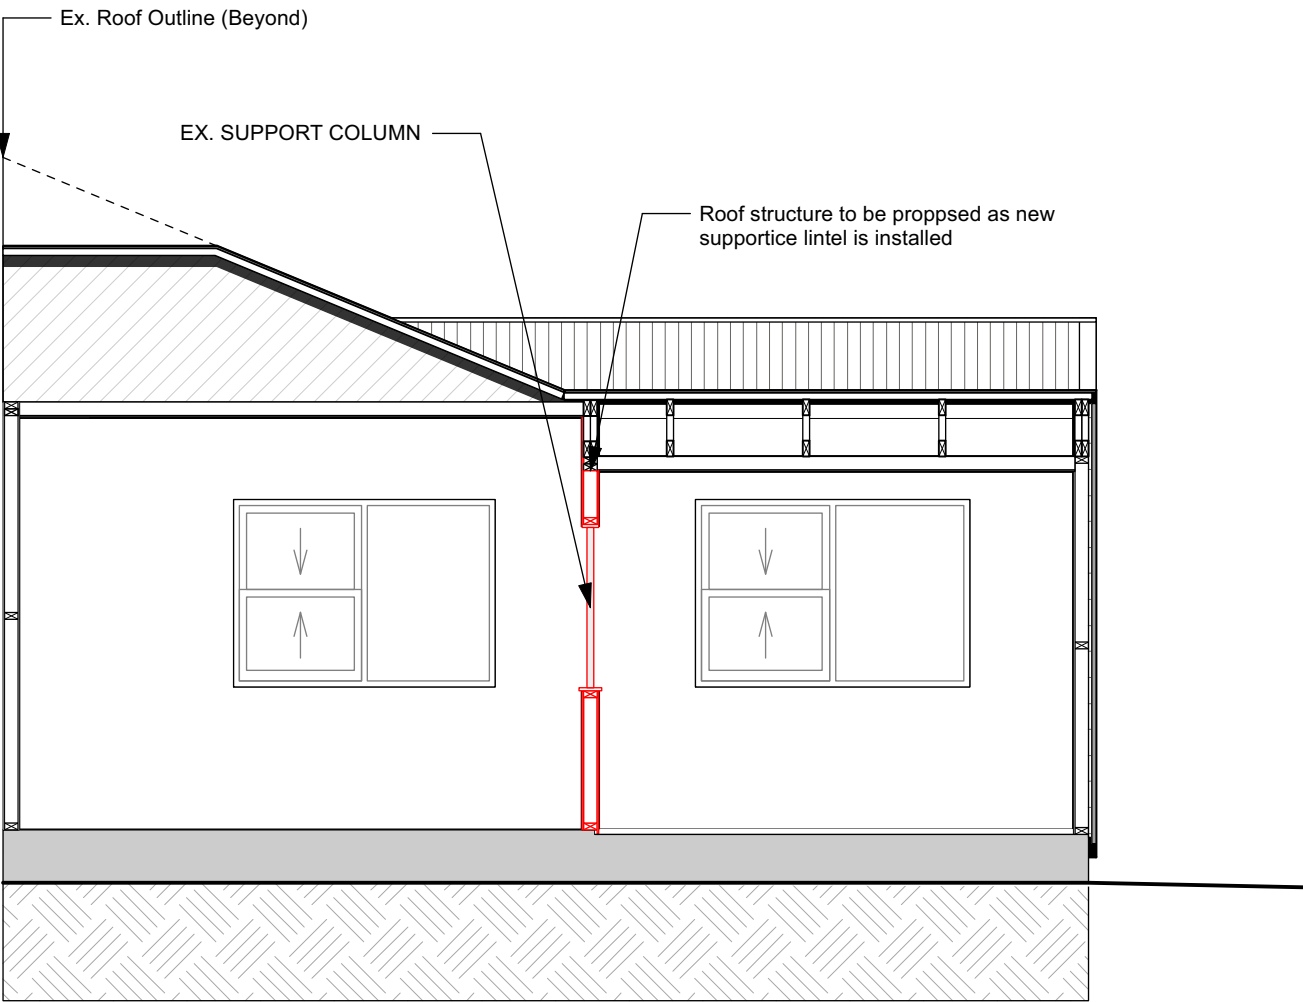 Ex. Roof Outline (Beyond)
EX. SUPPORT COLUMN
Roof structure to be proppsed as new
supportice lintel is installed